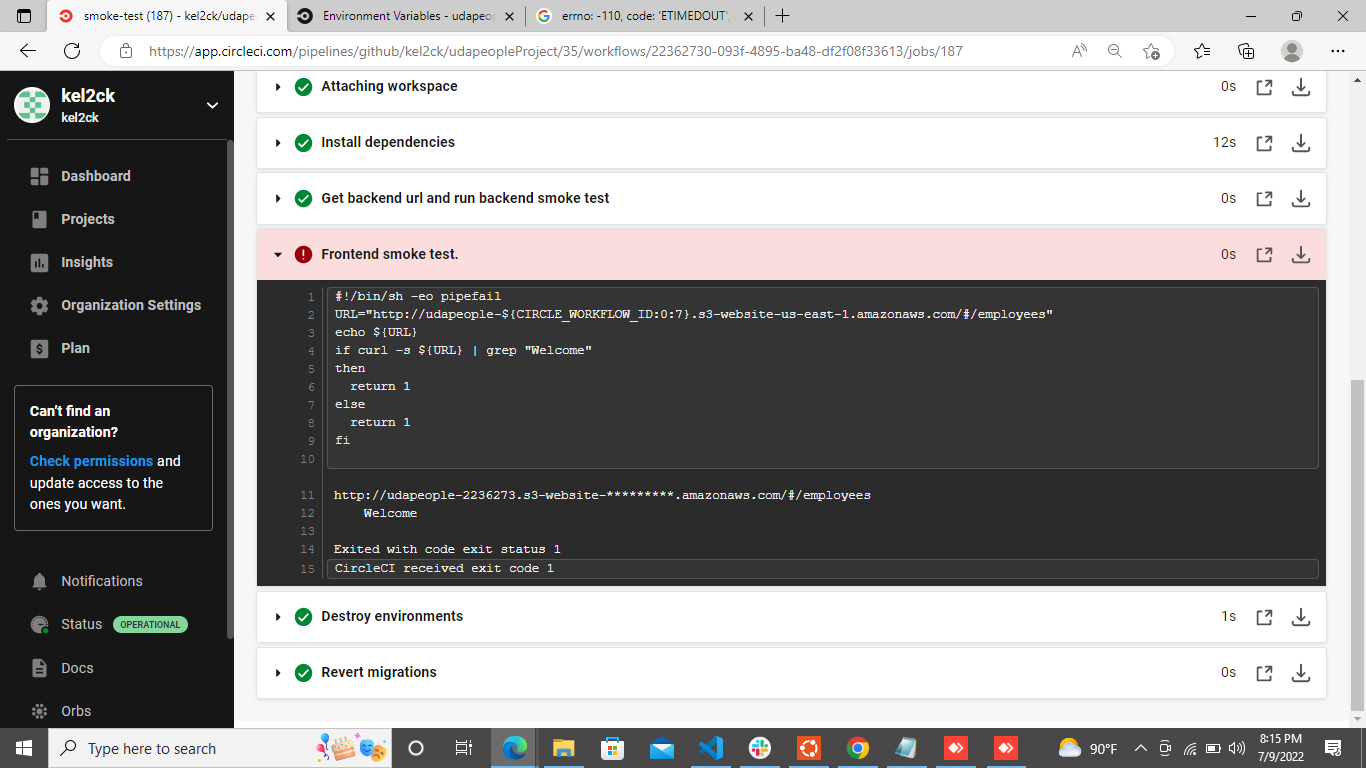 smoke-test (187) - kel2ck/udape
Environment Variables - udapeop
errno: -110, code: 'ETIMEDOUT',
https://app.circleci.com/pipelines/github/kel2ck/udapeopleProject/35/workflows/22362730-093f-4895-ba48-df2f08f33613/jobs/187
kel2ck
kel2ck
Dashboard
Projects
Insights
Organization Settings
Plan
Can't find an
organization?
Check permissions and
update access to the
ones you want.
Notifications
Status OPERATIONAL
Docs
Orbs
Attaching workspace 0s
Install dependencies 12s
Get backend url and run backend smoke test 0s
Frontend smoke test. 0s
1 #!/bin/sh -eo pipefail
2 URL="http://udapeople-${CIRCLE_WORKFLOW_ID:0:7}.s3-website-us-east-1.amazonaws.com/#/employees"
3 echo ${URL}
4 if curl -s ${URL} | grep "Welcome"
5 then
6 return 1
7 else
8 return 1
9 fi
10
11 http://udapeople-2236273.s3-website-*********.amazonaws.com/#/employees
12 Welcome
13
14 Exited with code exit status 1
15 CircleCI received exit code 1
Destroy environments 1s
Revert migrations 0s
Type here to search
90°F
8:15 PM
7/9/2022